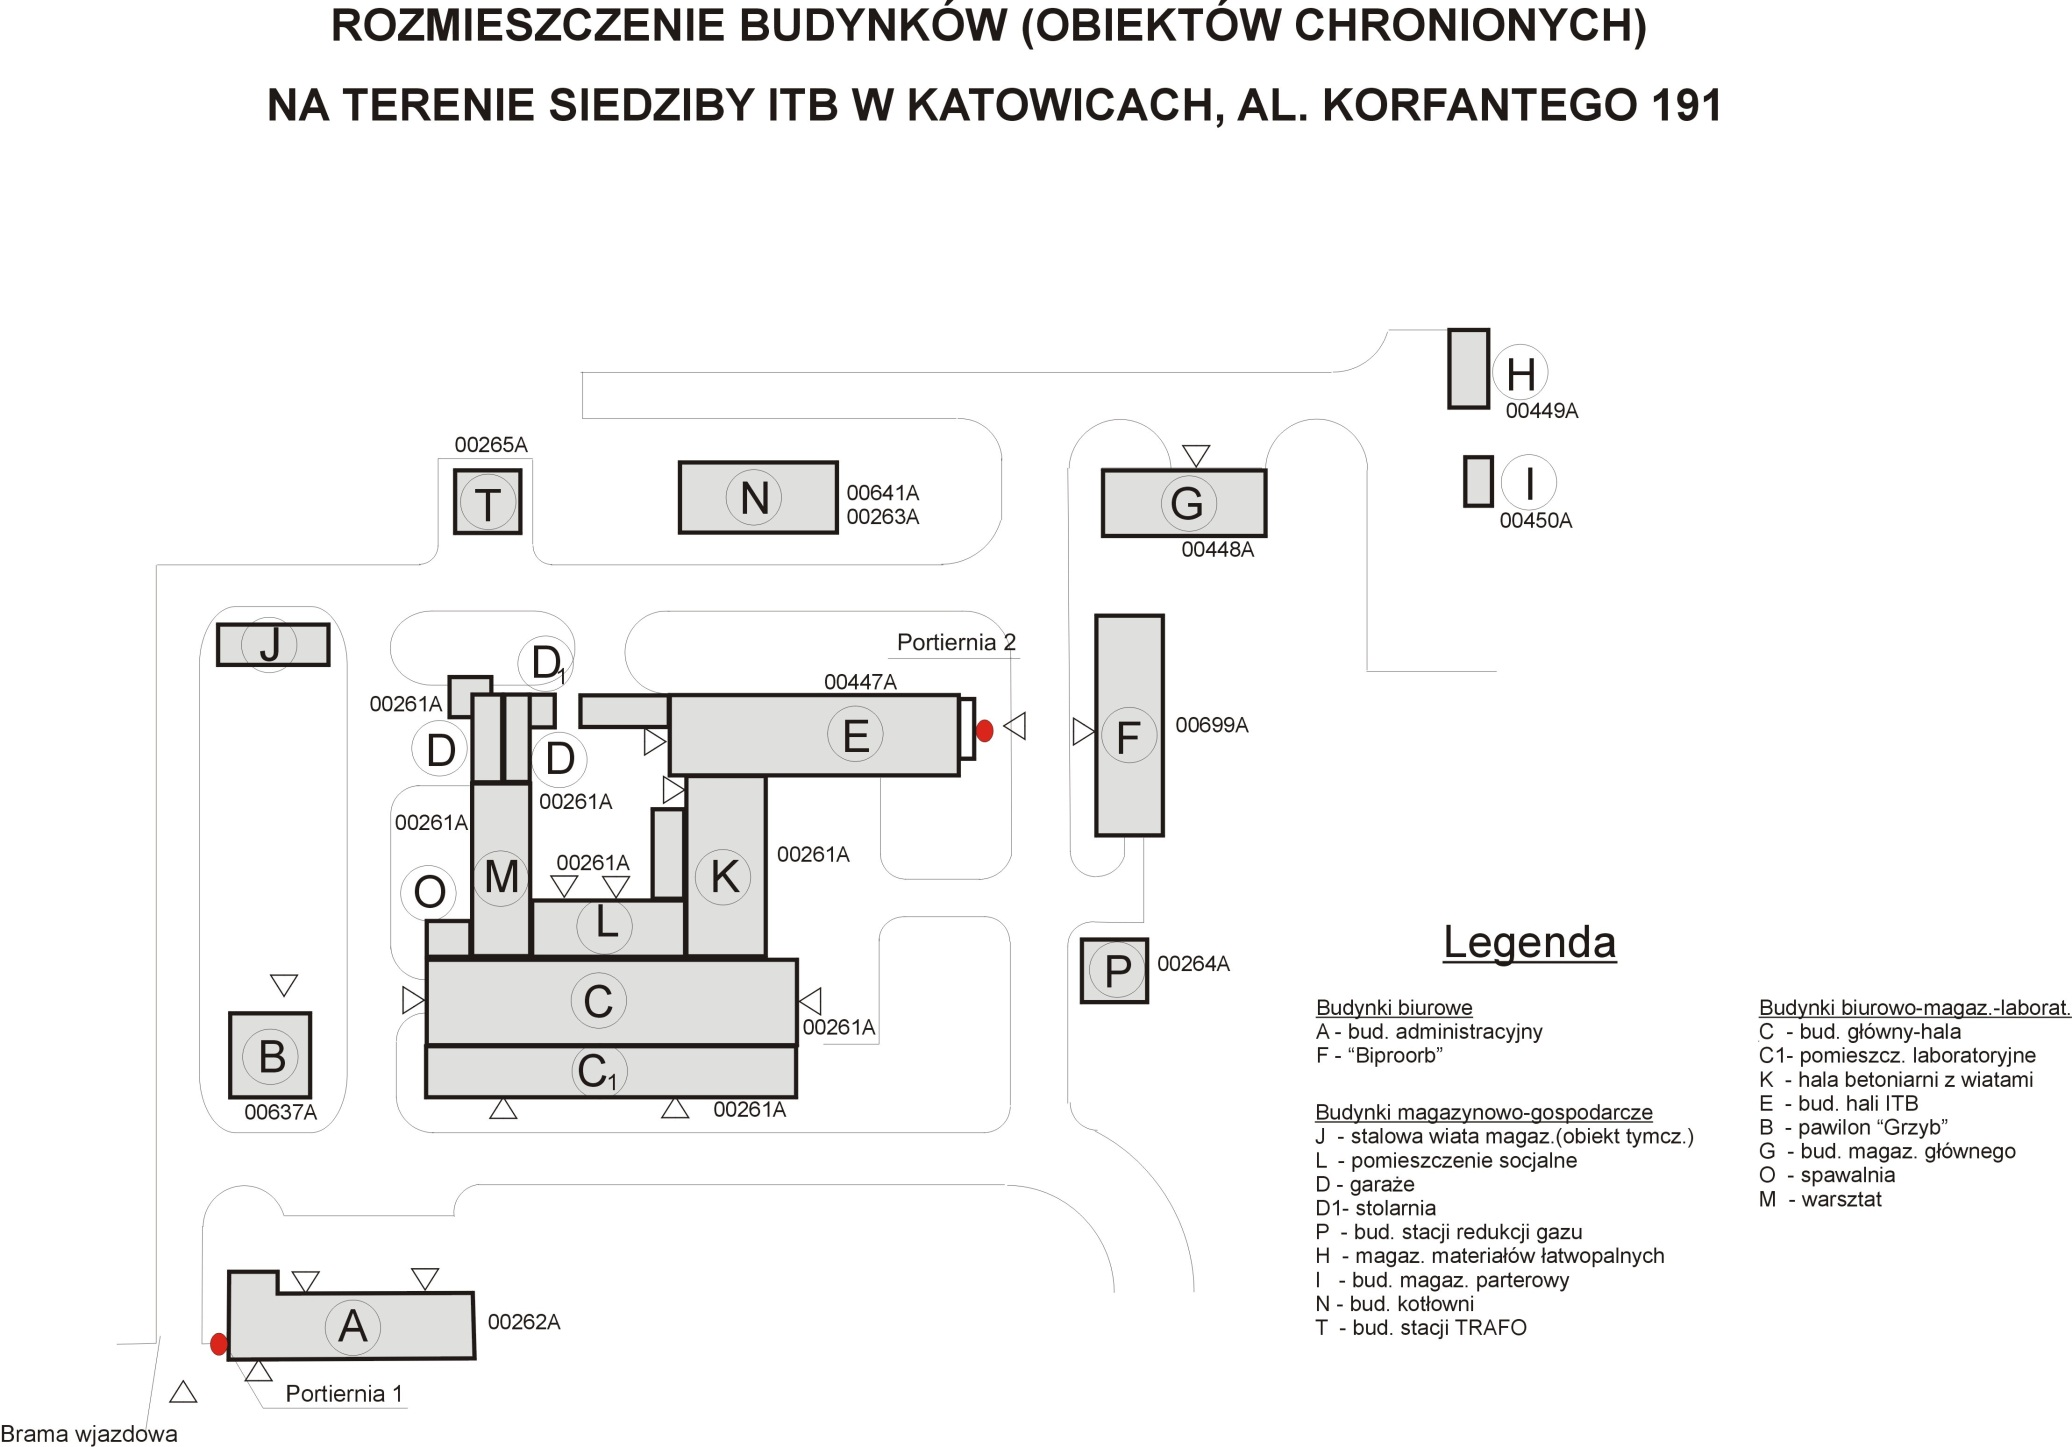 ROZMIESZCZENIE BUDYNKÓW (OBIEKTÓW CHRONIONYCH)
NA TERENIE SIEDZIBY ITB W KATOWICACH, AL. KORFANTEGO 191
H
00449A
00265A
T
N
00641A
00263A
G
00448A
I
00450A
J
D1
Portiernia 2
00447A
00261A
D
D
E
F
00699A
00261A
00261A
M
00261A
K
00261A
O
L
C
00261A
P
00264A
B
00637A
C1
00261A
A
00262A
Portiernia 1
Brama wjazdowa
Legenda
Budynki biurowe
A - bud. administracyjny
F - “Biproorb”
Budynki magazynowo-gospodarcze
J - stalowa wiata magaz.(obiekt tymcz.)
L - pomieszczenie socjalne
D - garaże
D1- stolarnia
P - bud. stacji redukcji gazu
H - magaz. materiałów łatwopalnych
I - bud. magaz. parterowy
N - bud. kotłowni
T - bud. stacji TRAFO
Budynki biurowo-magaz.-laborat.
C - bud. główny-hala
C1- pomieszcz. laboratoryjne
K - hala betoniarni z wiatami
E - bud. hali ITB
B - pawilon “Grzyb”
G - bud. magaz. głównego
O - spawalnia
M - warsztat